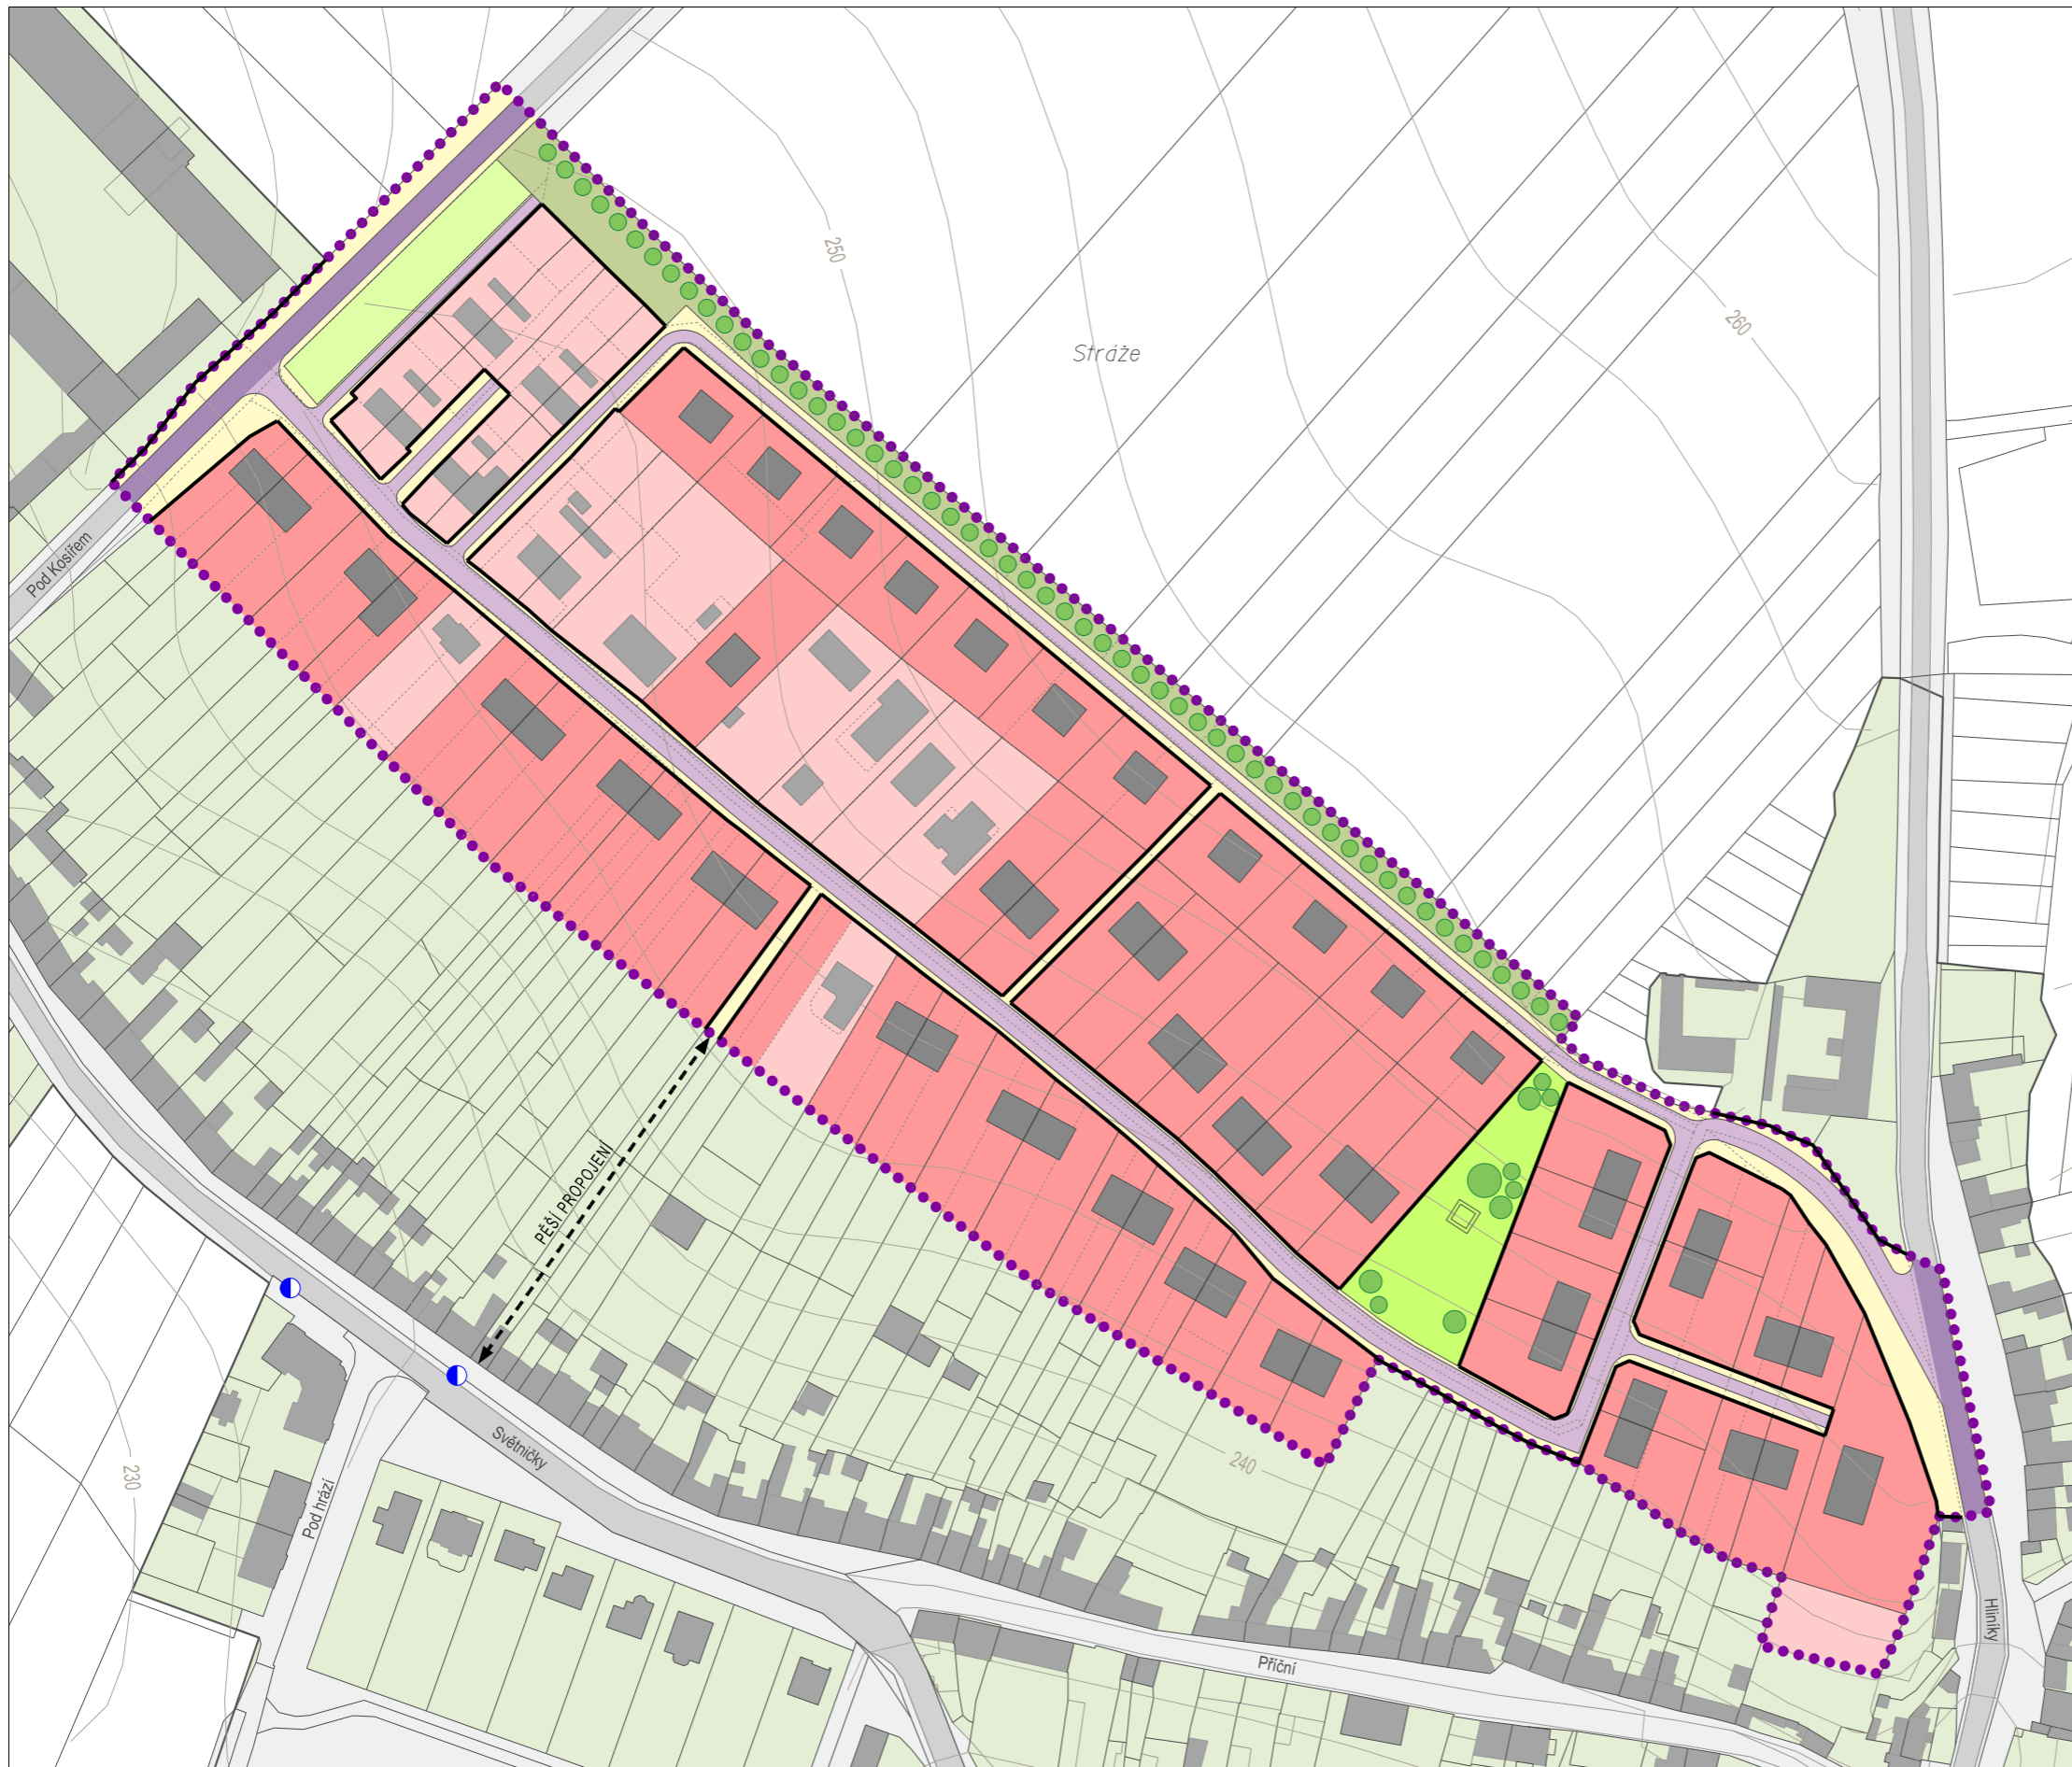 250
260
Stráže
Pod Kosířem
PĚŠÍ PROPOJENÍ
240
230
Světničky
Pod hrází
Příční
Hliníky